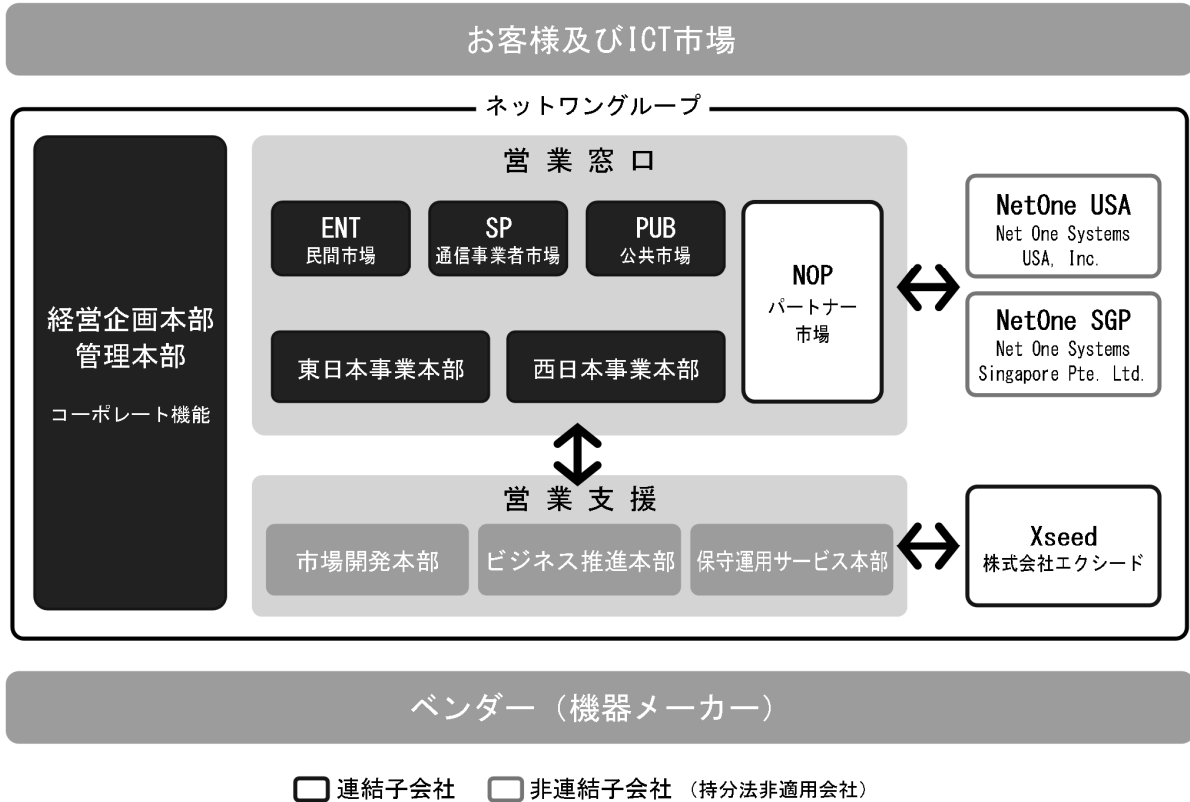 お客様及びICT市場
ネットワングループ
経営企画本部
管理本部
コーポレート機能
営業窓口
ENT
民間市場
SP
通信事業者市場
PUB
公共市場
NOP
パートナー
市場
東日本事業本部
西日本事業本部
NetOne USA
Net One Systems
USA, Inc.
NetOne SGP
Net One Systems
Singapore Pte. Ltd.
営業支援
市場開発本部
ビジネス推進本部
保守運用サービス本部
Xseed
株式会社エクシード
ベンダー（機器メーカー）
連結子会社 非連結子会社 （持分法非適用会社）